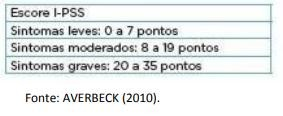 Escore I-PSS
Sintomas leves: 0 a 7 pontos
Sintomas moderados: 8 a 19 pontos
Sintomas graves: 20 a 35 pontos
Fonte: AVERBECK (2010).